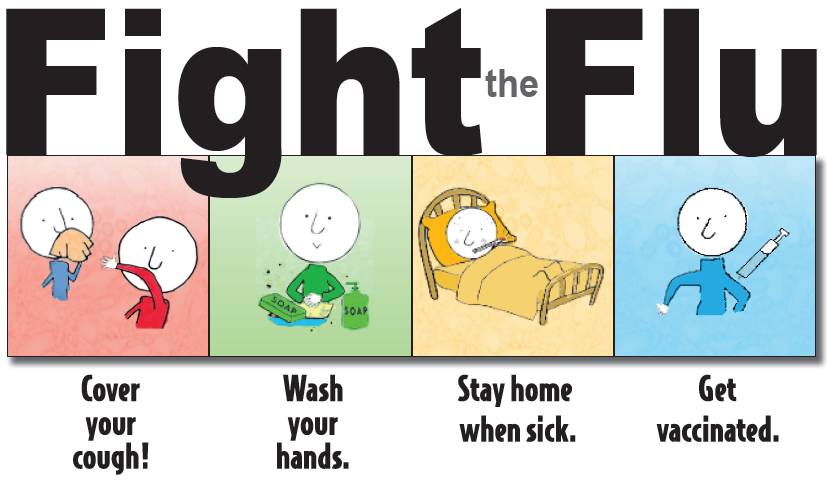 Fight the Flu
SOAP
SOAP
Cover
your
cough!
Wash
your
hands.
Stay home
when sick.
Get
vaccinated.